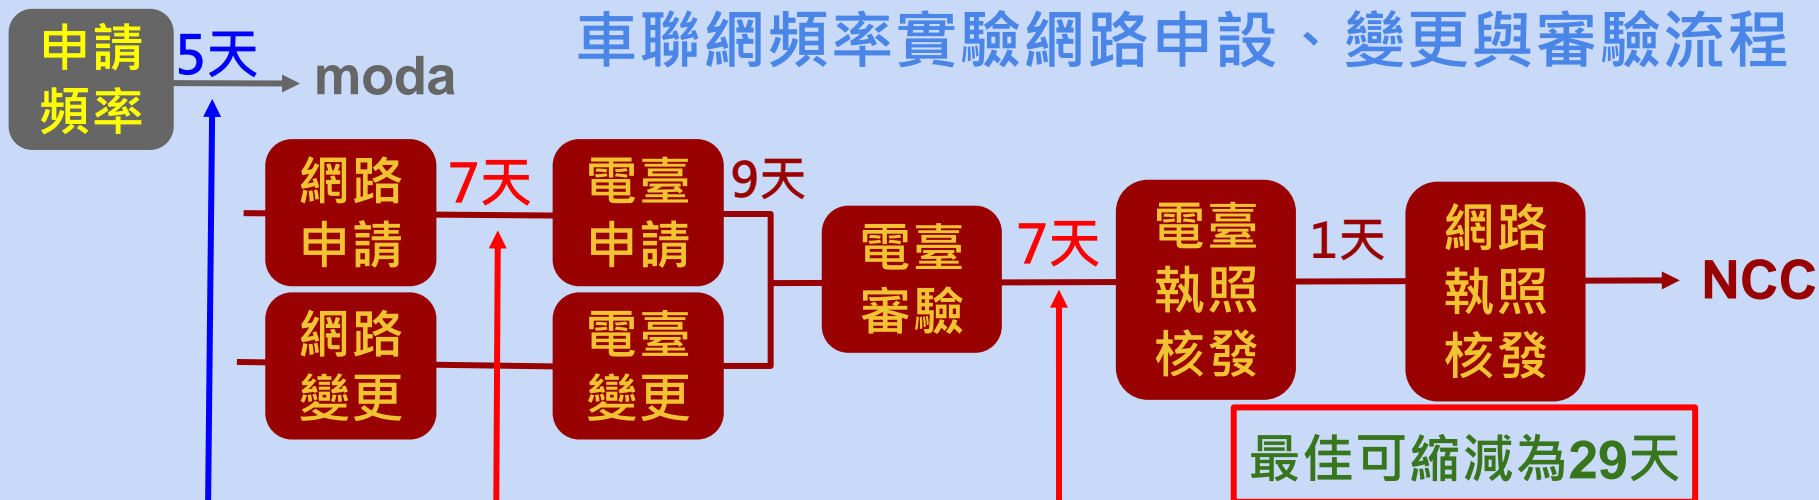 車聯網頻率實驗網路申設、變更與審驗流程
申請
頻率
5天
moda
網路
申請
7天
電臺
申請
9天
網路
變更
電臺
變更
電臺
審驗
7天
電臺
執照
核發
1天
網路
執照
核發
NCC
最佳可縮減為29天